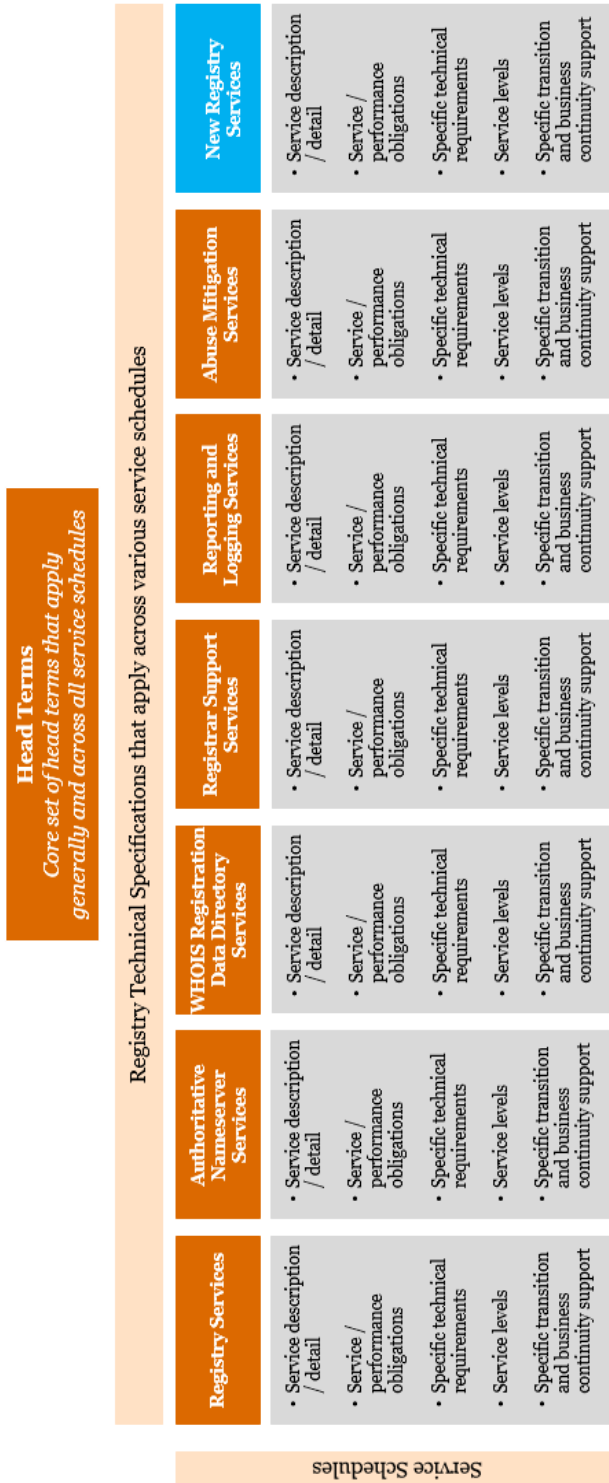 Head Terms
Core set of head terms that apply
generally and across all service schedules
Registry Technical Specifications that apply across various service schedules
Service Schedules
Registry Services
• Service description
/ detail
• Service /
performance
obligations
• Specific technical
requirements
• Service levels
• Specific transition
and business
continuity support
Authoritative
Nameserver
Services
• Service description
/ detail
• Service /
performance
obligations
• Specific technical
requirements
• Service levels
• Specific transition
and business
continuity support
WHOIS Registration
Data Directory
Services
• Service description
/ detail
• Service /
performance
obligations
• Specific technical
requirements
• Service levels
• Specific transition
and business
continuity support
Registrar Support
Services
• Service description
/ detail
• Service /
performance
obligations
• Specific technical
requirements
• Service levels
• Specific transition
and business
continuity support
Reporting and
Logging Services
• Service description
/ detail
• Service /
performance
obligations
• Specific technical
requirements
• Service levels
• Specific transition
and business
continuity support
Abuse Mitigation
Services
• Service description
/ detail
• Service /
performance
obligations
• Specific technical
requirements
• Service levels
• Specific transition
and business
continuity support
New Registry
Services
• Service description
/ detail
• Service /
performance
obligations
• Specific technical
requirements
• Service levels
• Specific transition
and business
continuity support